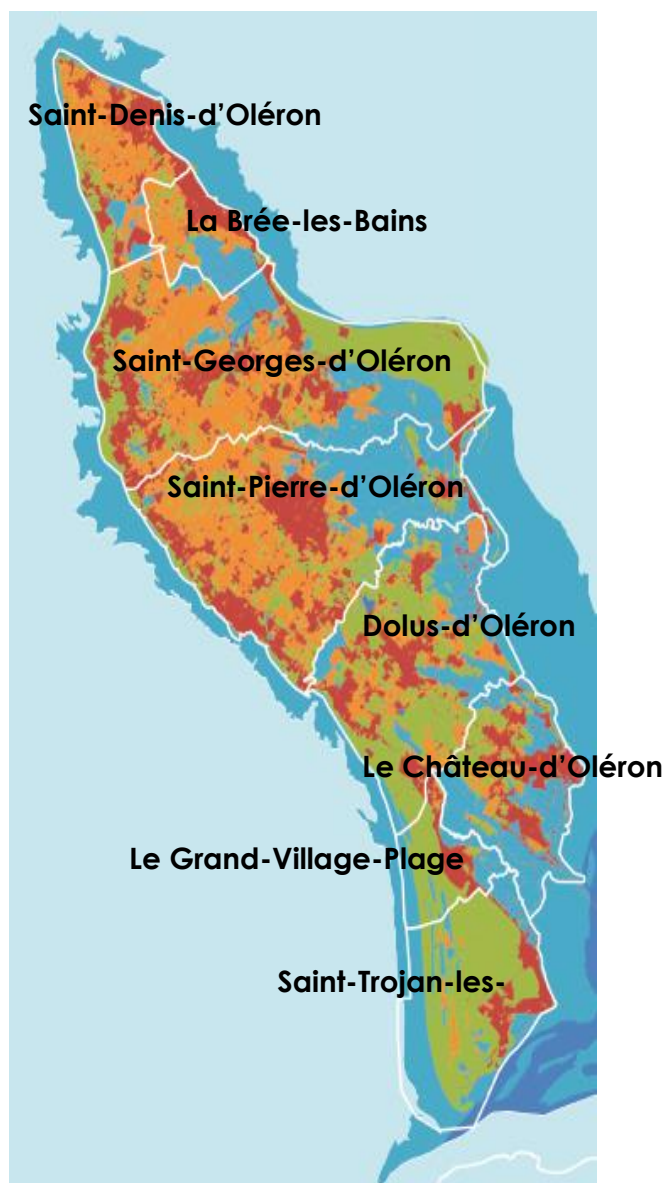 Saint-Denis-d’Oléron
La Brée-les-Bains
Saint-Georges-d’Oléron
Saint-Pierre-d’Oléron
Dolus-d’Oléron
Le Château-d’Oléron
Le Grand-Village-Plage
Saint-Trojan-les-